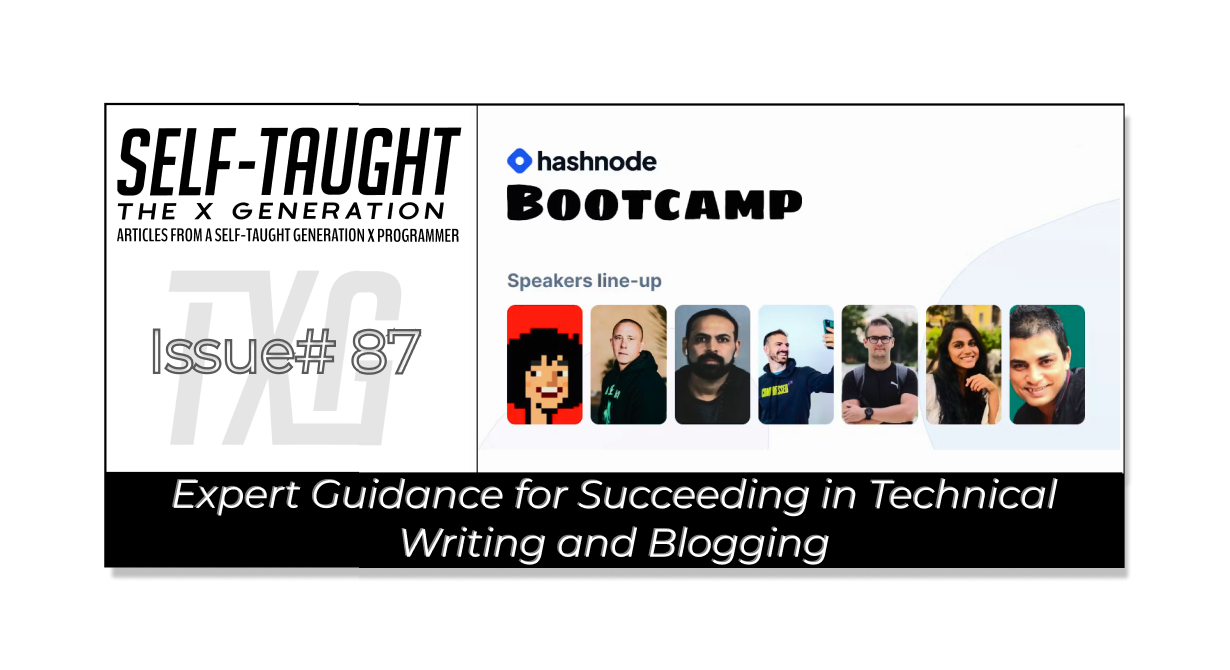 SELF-TAUGHT
THE X GENERATION
ARTICLES FROM A SELF-TAUGHT GENERATION X PROGRAMMER
TXG
Issue# 87
hashnode
BOOTCAMP
Speakers line-up
Expert Guidance for Succeeding in Technical
Writing and Blogging